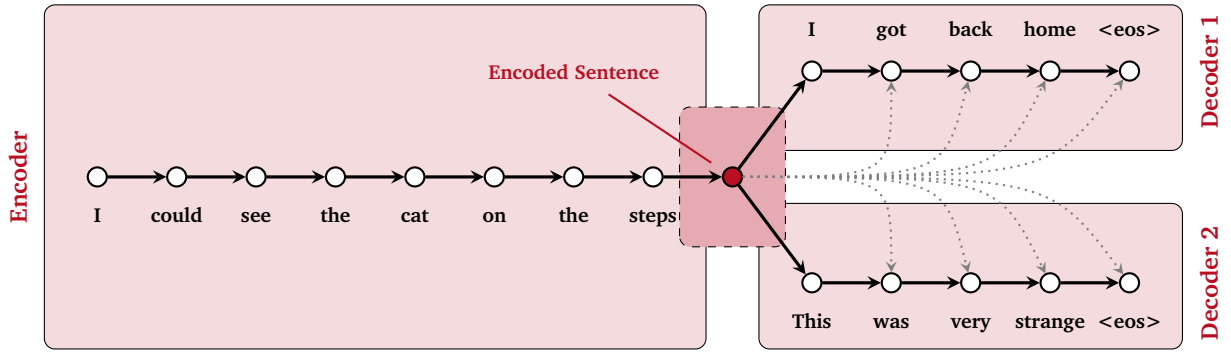 Encoder
I could see the cat on the steps
Encoded Sentence
I got back home <eos>
Decoder 1
This was very strange <eos>
Decoder 2